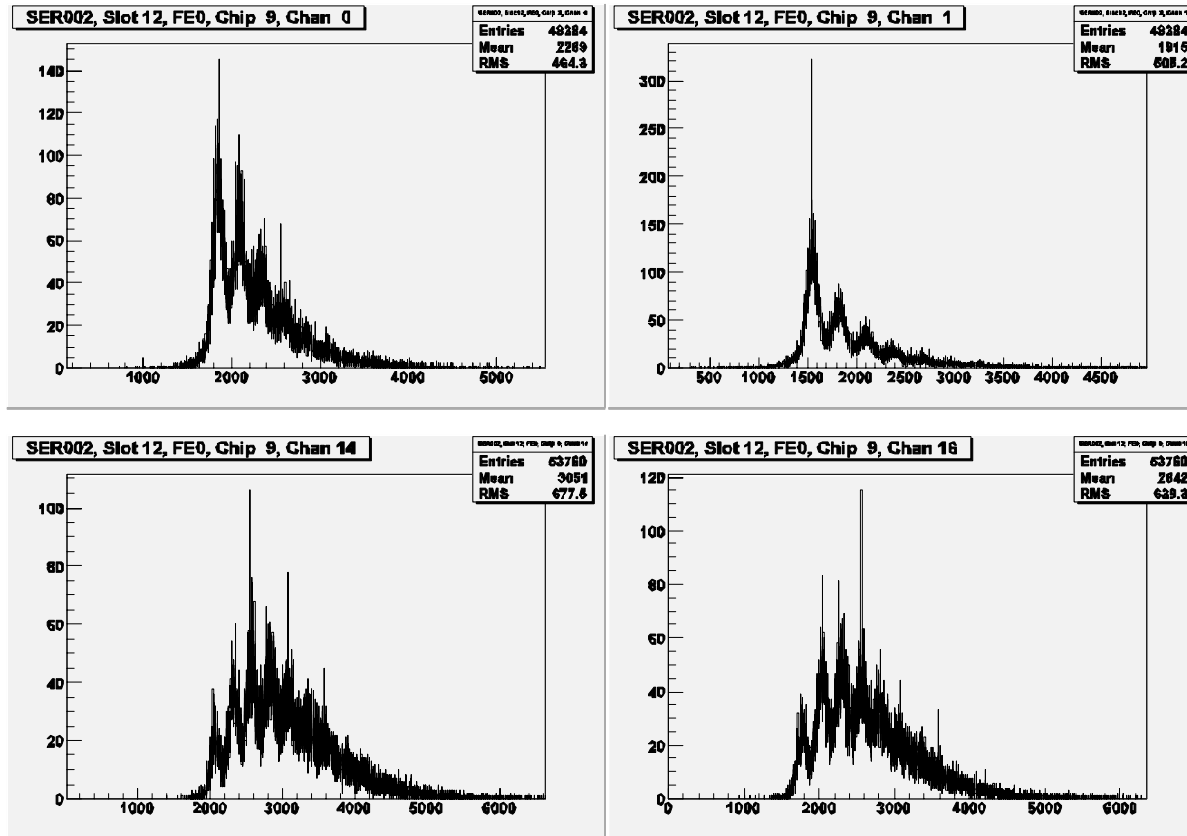 SER002, Slot 12, FE0, Chip 9, Chan 0
Entries 49284
Mean 2269
RMS 464.3
140
120
100
80
60
40
20
0
1000 2000 3000 4000 5000
SER002, Slot 12, FE0, Chip 9, Chan 1
Entries 49284
Mean 1915
RMS
300
250
200
150
100
50
0
500 1000 1500 2000 2500 3000 3500 4000 4500
SER002, Slot 12, FE0, Chip 9, Chan 14
Entries 53760
Mean 3051
RMS 677.5
100
80
60
40
20
0
1000 2000 3000 4000 5000 6000
SER002, Slot 12, FE0, Chip 9, Chan 16
Entries 53760
Mean 2642
RMS
120
100
80
60
40
20
0
0 1000 2000 3000 4000 5000 6000